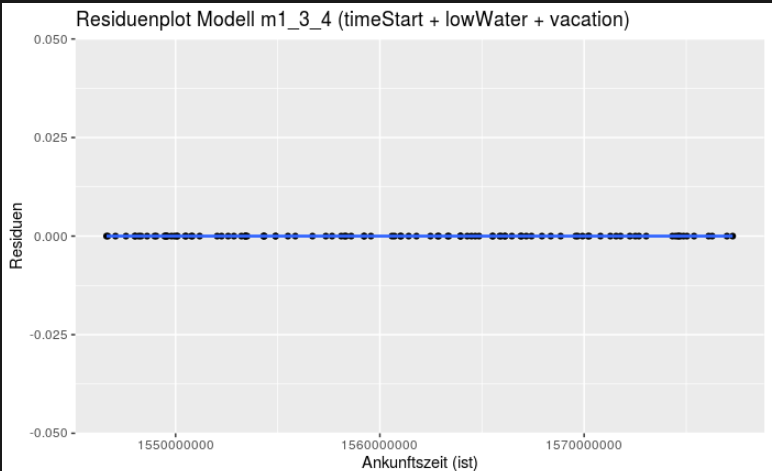 Residuenplot Modell m1_3_4 (timeStart + lowWater + vacation)
0.050
0.025
0.000
-0.025
-0.050
Residuen
1550000000 1560000000 1570000000
Ankunftszeit (ist)